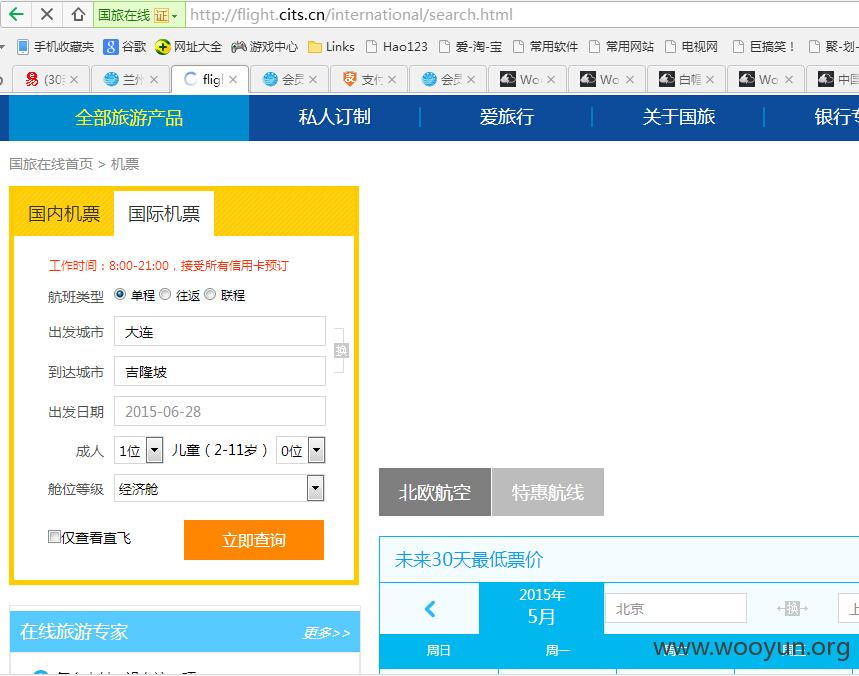 国旅在线 证 http://flight.cits.cn/international/search.html
手机收藏夹 谷歌 网址大全 游戏中心 Links Hao123 爱-淘-宝 常用软件 常用网站 电视网 巨搞笑！ 聚-划-
(30 兰州 fligl 会员 支付 会员 Wo Wo 白帽 Wo 中国
全部旅游产品 私人订制 爱旅行 关于国旅 银行专
国旅在线首页 > 机票
国内机票 国际机票
工作时间：8:00-21:00，接受所有信用卡预订
航班类型 单程 往返 联程
出发城市 大连
换
到达城市 吉隆坡
出发日期 2015-06-28
成人 1位 儿童（2-11岁） 0位
舱位等级 经济舱
仅查看直飞 立即查询
北欧航空 特惠航线
未来30天最低票价
2015年
5月
北京 换 上
在线旅游专家 更多>>
周日 周一
www.wooyun.org